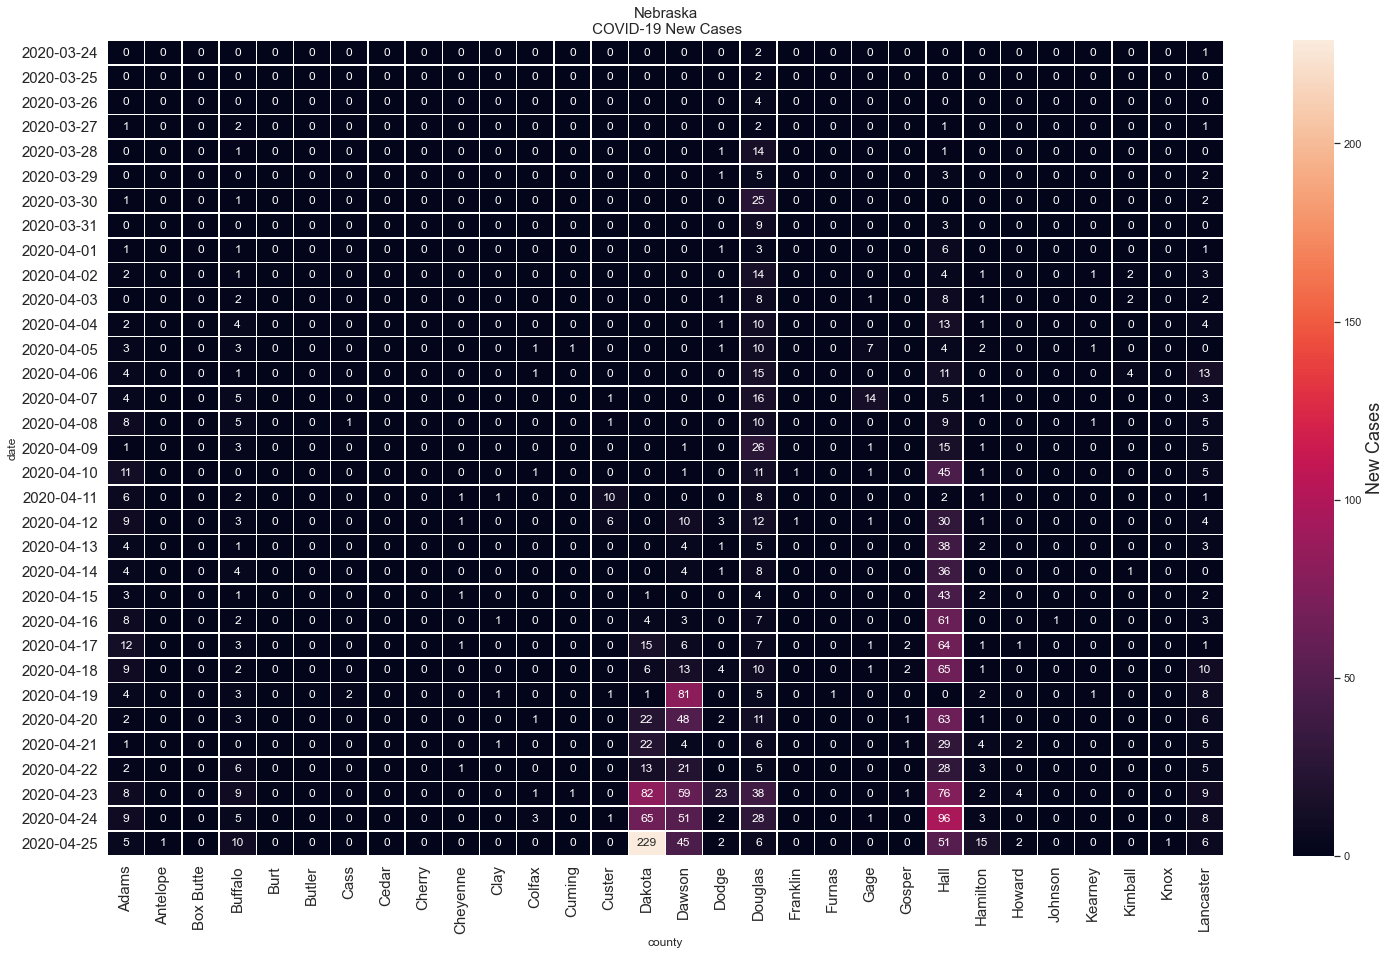 Nebraska
COVID-19 New Cases
2020-03-24 0 0 0 0 0 0 0 0 0 0 0 0 0 0 0 0 0 2 0 0 0 0 0 0 0 0 0 0 0 1
2020-03-25 0 0 0 0 0 0 0 0 0 0 0 0 0 0 0 0 0 2 0 0 0 0 0 0 0 0 0 0 0 0
2020-03-26 0 0 0 0 0 0 0 0 0 0 0 0 0 0 0 0 0 4 0 0 0 0 0 0 0 0 0 0 0 0
2020-03-27 1 0 0 2 0 0 0 0 0 0 0 0 0 0 0 0 0 2 0 0 0 0 1 0 0 0 0 0 0 1
2020-03-28 0 0 0 1 0 0 0 0 0 0 0 0 0 0 0 0 1 14 0 0 0 0 1 0 0 0 0 0 0 0
2020-03-29 0 0 0 0 0 0 0 0 0 0 0 0 0 0 0 0 1 5 0 0 0 0 3 0 0 0 0 0 0 2
2020-03-30 1 0 0 1 0 0 0 0 0 0 0 0 0 0 0 0 0 25 0 0 0 0 0 0 0 0 0 0 0 2
2020-03-31 0 0 0 0 0 0 0 0 0 0 0 0 0 0 0 0 0 9 0 0 0 0 3 0 0 0 0 0 0 0
2020-04-01 1 0 0 1 0 0 0 0 0 0 0 0 0 0 0 0 1 3 0 0 0 0 6 0 0 0 0 0 0 1
2020-04-02 2 0 0 1 0 0 0 0 0 0 0 0 0 0 0 0 0 14 0 0 0 0 4 1 0 0 1 2 0 3
2020-04-03 0 0 0 2 0 0 0 0 0 0 0 0 0 0 0 0 1 8 0 0 1 0 8 1 0 0 0 2 0 2
2020-04-04 2 0 0 4 0 0 0 0 0 0 0 0 0 0 0 0 1 10 0 0 0 0 13 1 0 0 0 0 0 4
2020-04-05 3 0 0 3 0 0 0 0 0 0 0 1 1 0 0 0 1 10 0 0 7 0 4 2 0 0 1 0 0 0
2020-04-06 4 0 0 1 0 0 0 0 0 0 0 1 0 0 0 0 0 15 0 0 0 0 11 0 0 0 0 4 0 13
2020-04-07 4 0 0 5 0 0 0 0 0 0 0 0 0 1 0 0 0 16 0 0 14 0 5 1 0 0 0 0 0 3
2020-04-08 8 0 0 5 0 0 1 0 0 0 0 0 0 1 0 0 0 10 0 0 0 0 9 0 0 0 1 0 0 5
2020-04-09 1 0 0 3 0 0 0 0 0 0 0 0 0 0 0 1 0 26 0 0 1 0 15 1 0 0 0 0 0 5
2020-04-10 11 0 0 0 0 0 0 0 0 0 0 1 0 0 0 1 0 11 1 0 1 0 45 1 0 0 0 0 0 5
2020-04-11 6 0 0 2 0 0 0 0 0 1 1 0 0 10 0 0 0 8 0 0 0 0 2 1 0 0 0 0 0 1
2020-04-12 9 0 0 3 0 0 0 0 0 1 0 0 0 6 0 10 3 12 1 0 1 0 30 1 0 0 0 0 0 4
2020-04-13 4 0 0 1 0 0 0 0 0 0 0 0 0 0 0 4 1 5 0 0 0 0 38 2 0 0 0 0 0 3
2020-04-14 4 0 0 4 0 0 0 0 0 0 0 0 0 0 0 4 1 8 0 0 0 0 36 0 0 0 0 1 0 0
2020-04-15 3 0 0 1 0 0 0 0 0 1 0 0 0 0 1 0 0 4 0 0 0 0 43 2 0 0 0 0 0 2
2020-04-16 8 0 0 2 0 0 0 0 0 0 1 0 0 0 4 3 0 7 0 0 0 0 61 0 0 1 0 0 0 3
2020-04-17 12 0 0 3 0 0 0 0 0 1 0 0 0 0 15 6 0 7 0 0 1 2 64 1 1 0 0 0 0 1
2020-04-18 9 0 0 2 0 0 0 0 0 0 0 0 0 0 6 13 4 10 0 0 1 2 65 1 0 0 0 0 0 10
2020-04-19 4 0 0 3 0 0 2 0 0 0 1 0 0 1 1 81 0 5 0 1 0 0 0 2 0 0 1 0 0 8
2020-04-20 2 0 0 3 0 0 0 0 0 0 0 1 0 0 22 48 2 11 0 0 0 1 63 1 0 0 0 0 0 6
2020-04-21 1 0 0 0 0 0 0 0 0 0 1 0 0 0 22 4 0 6 0 0 0 1 29 4 2 0 0 0 0 5
2020-04-22 2 0 0 6 0 0 0 0 0 1 0 0 0 0 13 21 0 5 0 0 0 0 28 3 0 0 0 0 0 5
2020-04-23 8 0 0 9 0 0 0 0 0 0 0 1 1 0 82 59 23 38 0 0 0 1 76 2 4 0 0 0 0 9
2020-04-24 9 0 0 5 0 0 0 0 0 0 0 3 0 1 65 51 2 28 0 0 1 0 96 3 0 0 0 0 0 8
2020-04-25 5 1 0 10 0 0 0 0 0 0 0 0 0 0 229 45 2 6 0 0 0 0 51 15 2 0 0 0 1 6
Adams Antelope Box Butte Buffalo Burt Butler Cass Cedar Cherry Cheyenne Clay Colfax Cuming Custer Dakota Dawson Dodge Douglas Franklin Furnas Gage Gosper Hall Hamilton Howard Johnson Kearney Kimball Knox Lancaster
county
date
200
150
100
50
0
New Cases